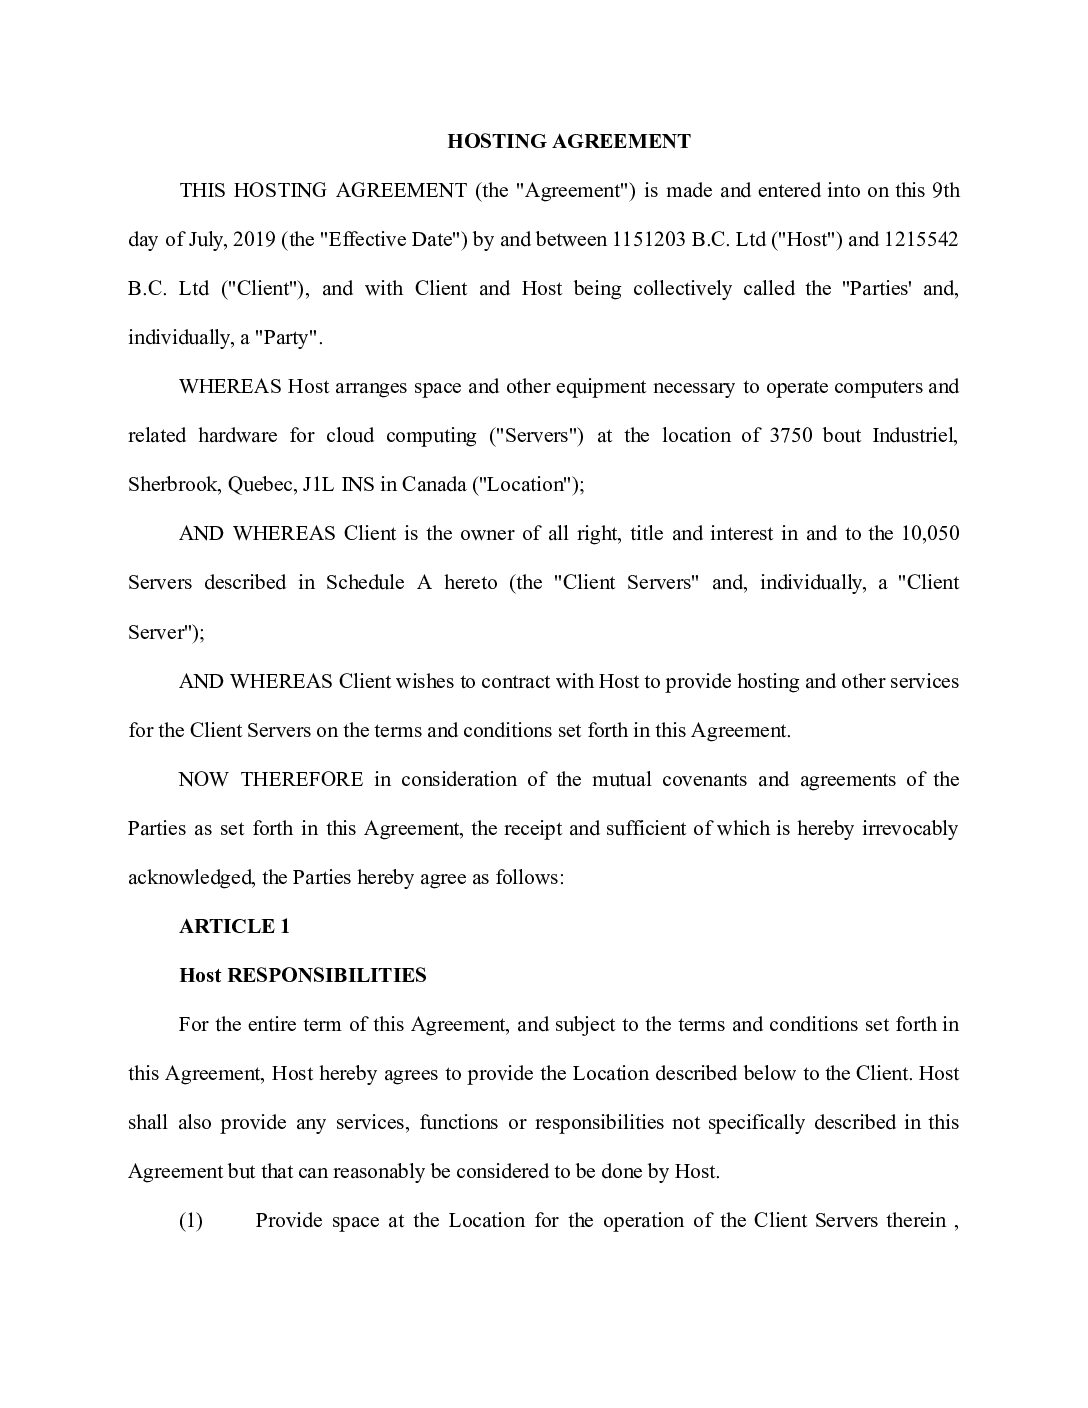 HOSTING AGREEMENT
THIS HOSTING AGREEMENT (the "Agreement") is made and entered into on this 9th
day of July, 2019 (the "Effective Date") by and between 1151203 B.C. Ltd ("Host") and 1215542
B.C. Ltd ("Client"), and with Client and Host being collectively called the "Parties' and,
individually, a "Party".
WHEREAS Host arranges space and other equipment necessary to operate computers and
related hardware for cloud computing ("Servers") at the location of 3750 bout Industriel,
Sherbrook, Quebec, J1L INS in Canada ("Location");
AND WHEREAS Client is the owner of all right, title and interest in and to the 10,050
Servers described in Schedule A hereto (the "Client Servers" and, individually, a "Client
Server");
AND WHEREAS Client wishes to contract with Host to provide hosting and other services
for the Client Servers on the terms and conditions set forth in this Agreement.
NOW THEREFORE in consideration of the mutual covenants and agreements of the
Parties as set forth in this Agreement, the receipt and sufficient of which is hereby irrevocably
acknowledged, the Parties hereby agree as follows:
ARTICLE 1
Host RESPONSIBILITIES
For the entire term of this Agreement, and subject to the terms and conditions set forth in
this Agreement, Host hereby agrees to provide the Location described below to the Client. Host
shall also provide any services, functions or responsibilities not specifically described in this
Agreement but that can reasonably be considered to be done by Host.
(1) Provide space at the Location for the operation of the Client Servers therein ,